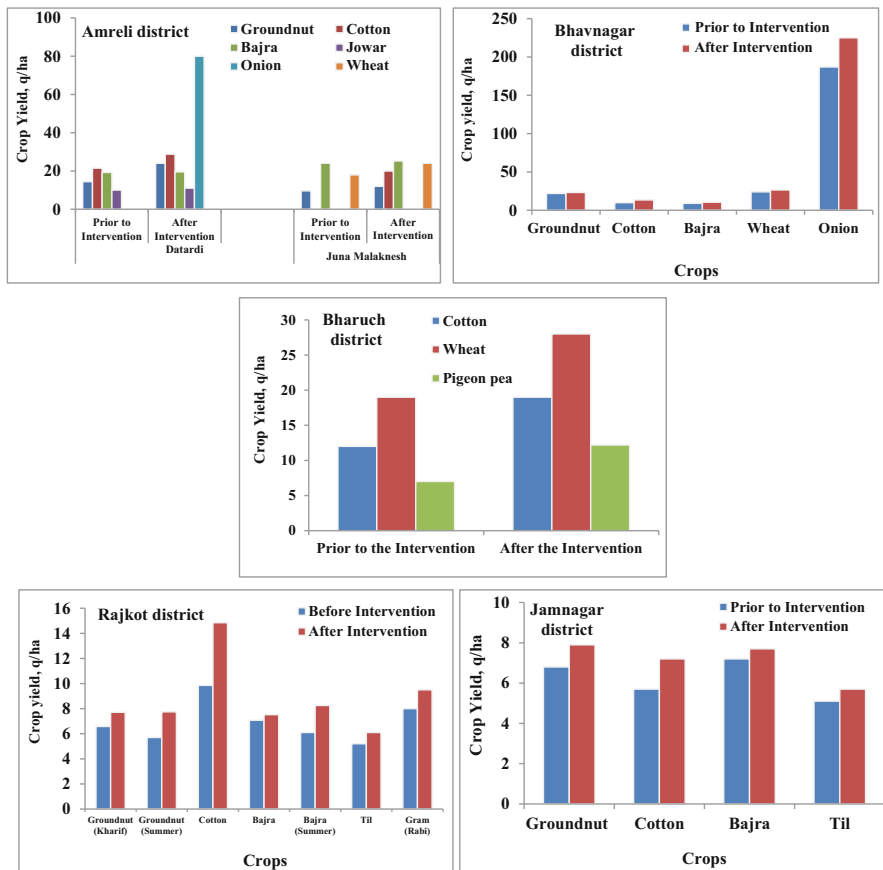 Amreli district
Groundnut
Cotton
Bajra
Jowar
Onion
Wheat
Crop Yield, q/ha
100
80
60
40
20
0
Prior to Intervention
After Intervention
Prior to Intervention
After Intervention
Datardi
Juna Malaknesh
Bhavnagar
district
Prior to Intervention
After Intervention
Crop yield, q/ha
250
200
150
100
50
0
Groundnut
Cotton
Bajra
Wheat
Onion
Crops
Bharuch
district
Cotton
Wheat
Pigeon pea
Crop Yield, q/ha
30
25
20
15
10
5
0
Prior to the Intervention
After the Intervention
Rajkot district
Before Intervention
After Intervention
Crop yield, q/ha
16
14
12
10
8
6
4
2
0
Groundnut (Kharif)
Groundnut (Summer)
Cotton
Bajra
Bajra (Summer)
Til
Gram (Rabi)
Crops
Jamnagar
district
Prior to Intervention
After Intervention
Crop Yield, q/ha
10
8
6
4
2
0
Groundnut
Cotton
Bajra
Til
Crops